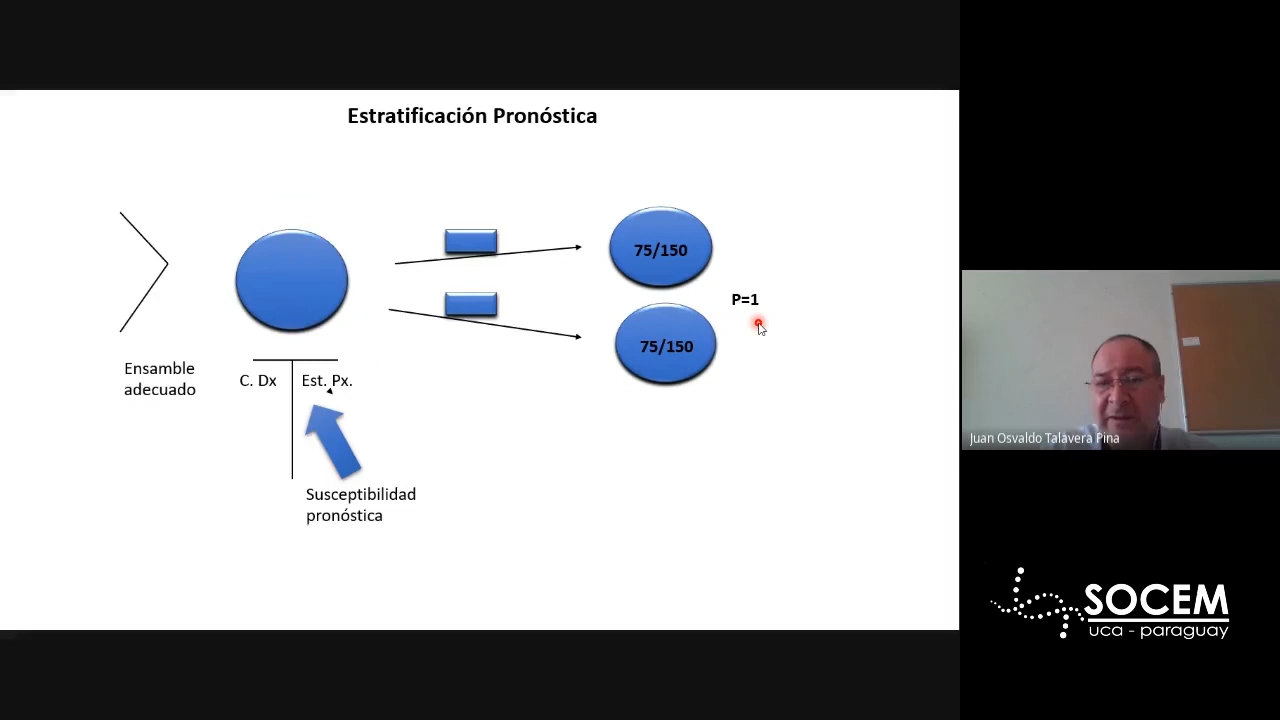 Estratificación Pronóstica
75/150
P=1
75/150
Ensamble
adecuado
C. Dx
Est. Px.
Susceptibilidad
pronóstica
Juan Osvaldo Talavera Pina
SOCEM
uca - paraguay